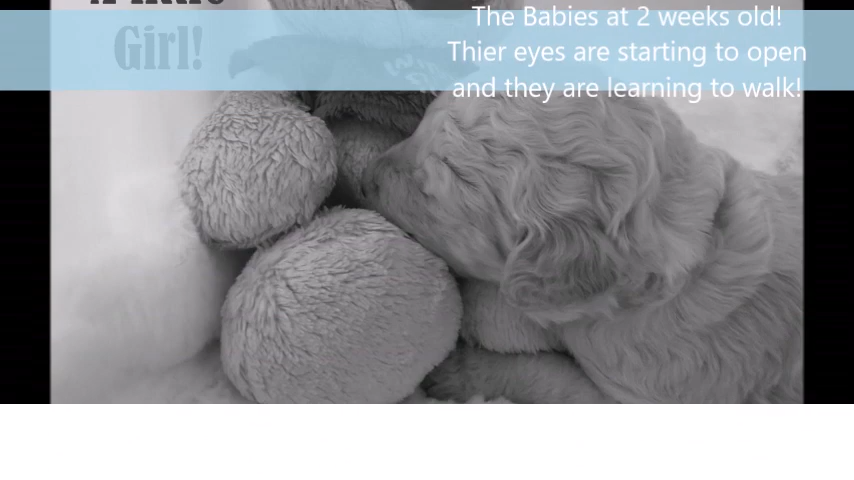 Girl!
The Babies at 2 weeks old!
Thier eyes are starting to open
and they are learning to walk!